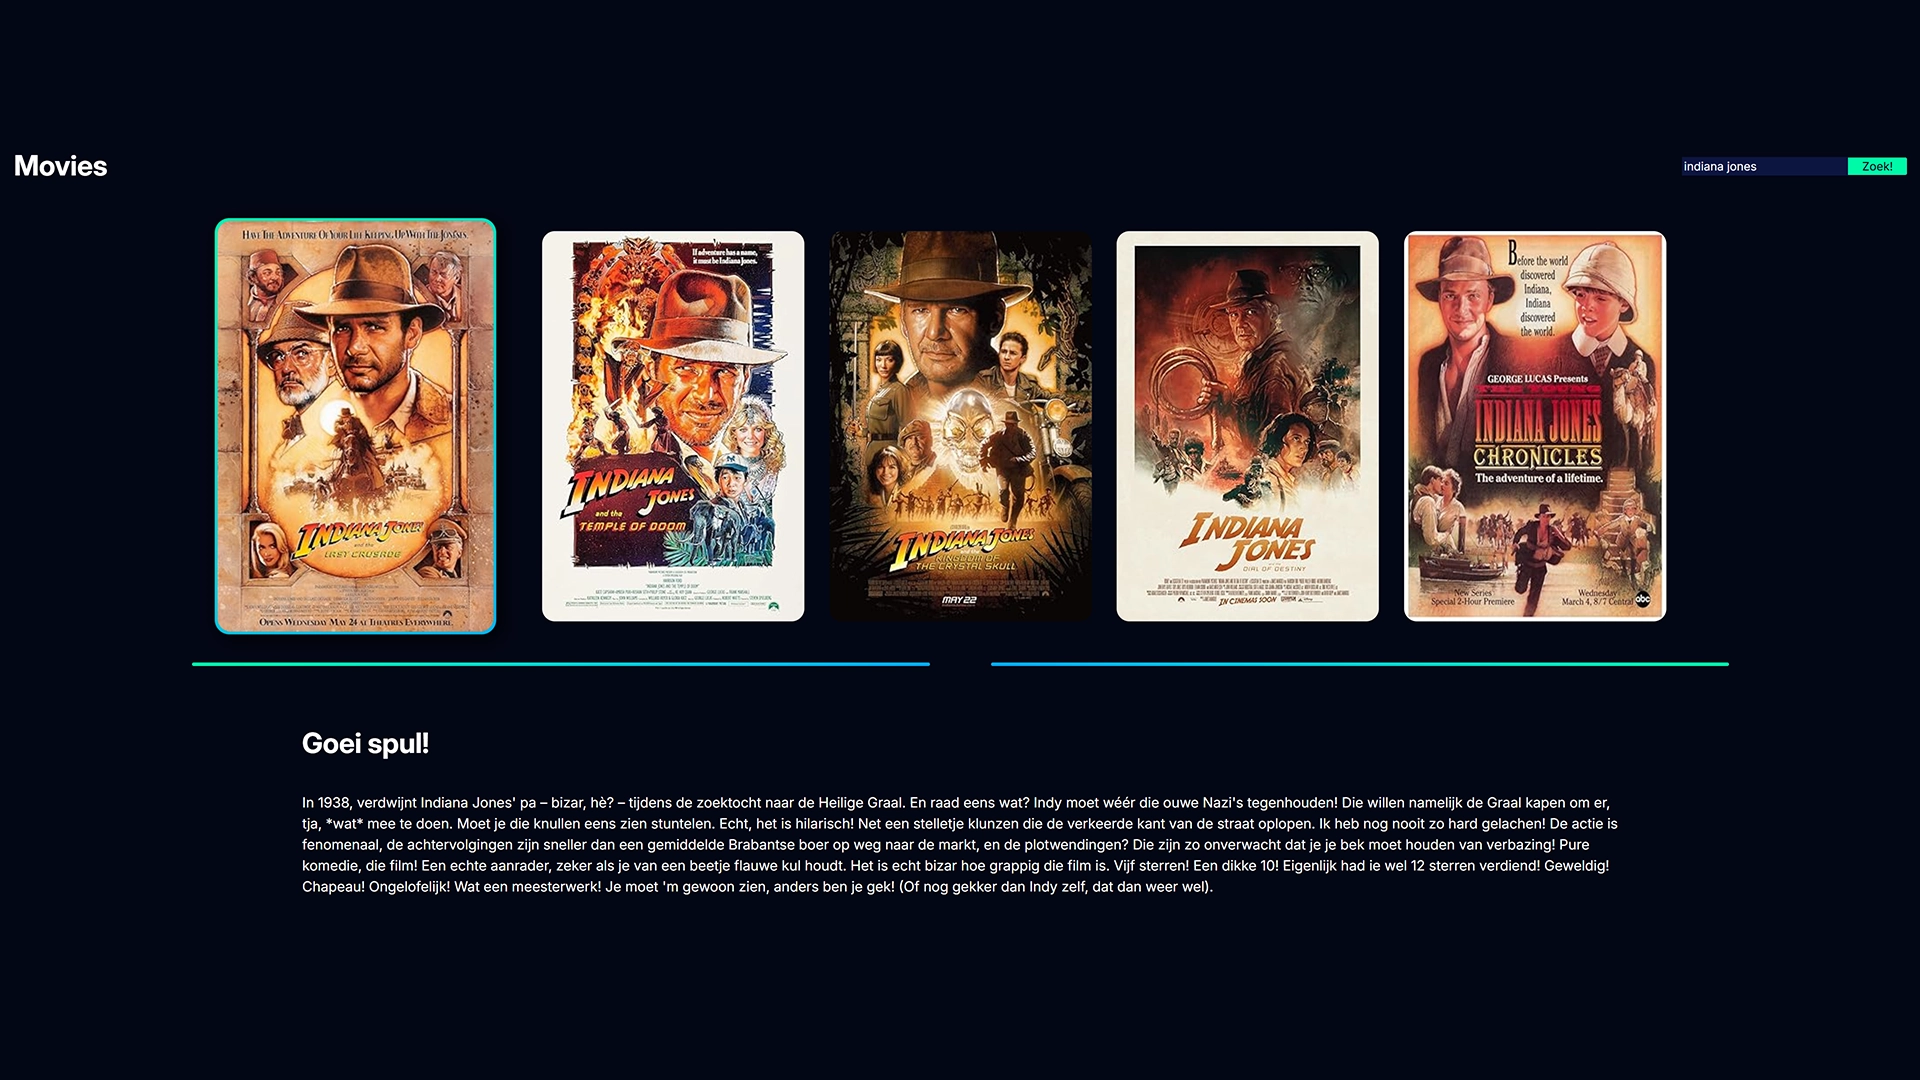 Movies
indiana jones
Zoek!
HAVE THE ADVENTURE OF YOUR LIFE KEEPING UP WITH THE JONESES.
INDIANA JONES
and the
LAST CRUSADE
OPENS WEDNESDAY MAY 24 AT THEATRES EVERYWHERE.
If adventure has a name,
it must be Indiana Jones.
INDIANA
JONES
and the
TEMPLE OF DOOM
INDIANA JONES
and the
KINGDOM OF
THE CRYSTAL SKULL
MAY 22
INDIANA
JONES
DIAL OF DESTINY
IN CINEMAS SOON
Before the world
discovered
Indiana,
Indiana
discovered
the world.
GEORGE LUCAS Presents
THE YOUNG
INDIANA JONES
CHRONICLES
The adventure of a lifetime.
New Series
Special 2-Hour Premiere
Wednesday
March 4, 8/7 Central
abc
Goei spul!
In 1938, verdwijnt Indiana Jones' pa – bizar, hè? – tijdens de zoektocht naar de Heilige Graal. En raad eens wat? Indy moet wéér die ouwe Nazi's tegenhouden! Die willen namelijk de Graal kapen om er,
tja, *wat* mee te doen. Moet je die knullen eens zien stuntelen. Echt, het is hilarisch! Net een stelletje klunzen die de verkeerde kant van de straat oplopen. Ik heb nog nooit zo hard gelachen! De actie is
fenomenaal, de achtervolgingen zijn sneller dan een gemiddelde Brabantse boer op weg naar de markt, en de plotwendingen? Die zijn zo onverwacht dat je je bek moet houden van verbazing! Pure
komedie, die film! Een echte aanrader, zeker als je van een beetje flauwe kul houdt. Het is echt bizar hoe grappig die film is. Vijf sterren! Een dikke 10! Eigenlijk had ie wel 12 sterren verdiend! Geweldig!
Chapeau! Ongelofelijk! Wat een meesterwerk! Je moet 'm gewoon zien, anders ben je gek! (Of nog gekker dan Indy zelf, dat dan weer wel).